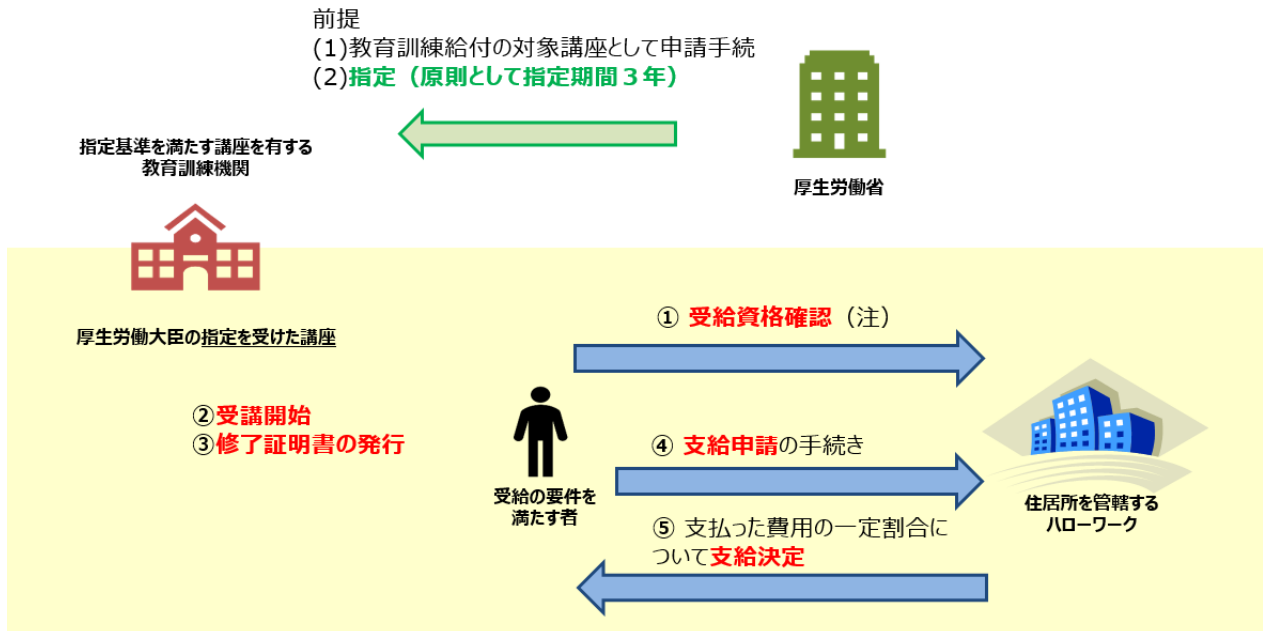 前提
(1)教育訓練給付の対象講座として申請手続
(2)指定（原則として指定期間３年）
指定基準を満たす講座を有する
教育訓練機関
厚生労働省
厚生労働大臣の指定を受けた講座
① 受給資格確認（注）
②受講開始
③修了証明書の発行
④ 支給申請の手続き
受給の要件を
満たす者
住居所を管轄する
ハローワーク
⑤ 支払った費用の一定割合に
ついて支給決定